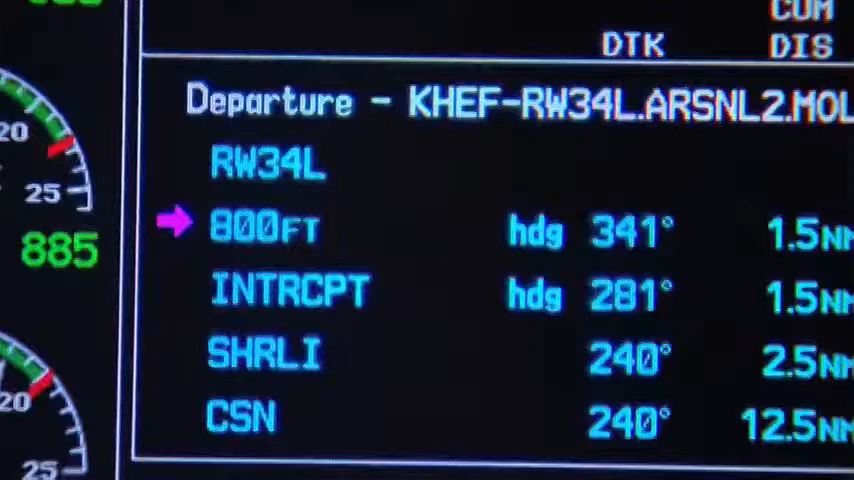 CUM
DTK DIS
20
25
885
20
25
Departure - KHEF-RW34L.ARSNL2.MOL
RW34L
800FT hdg 341° 1.5NM
INTRCPT hdg 281° 1.5NM
SHRLI 240° 2.5NM
CSN 240° 12.5NM